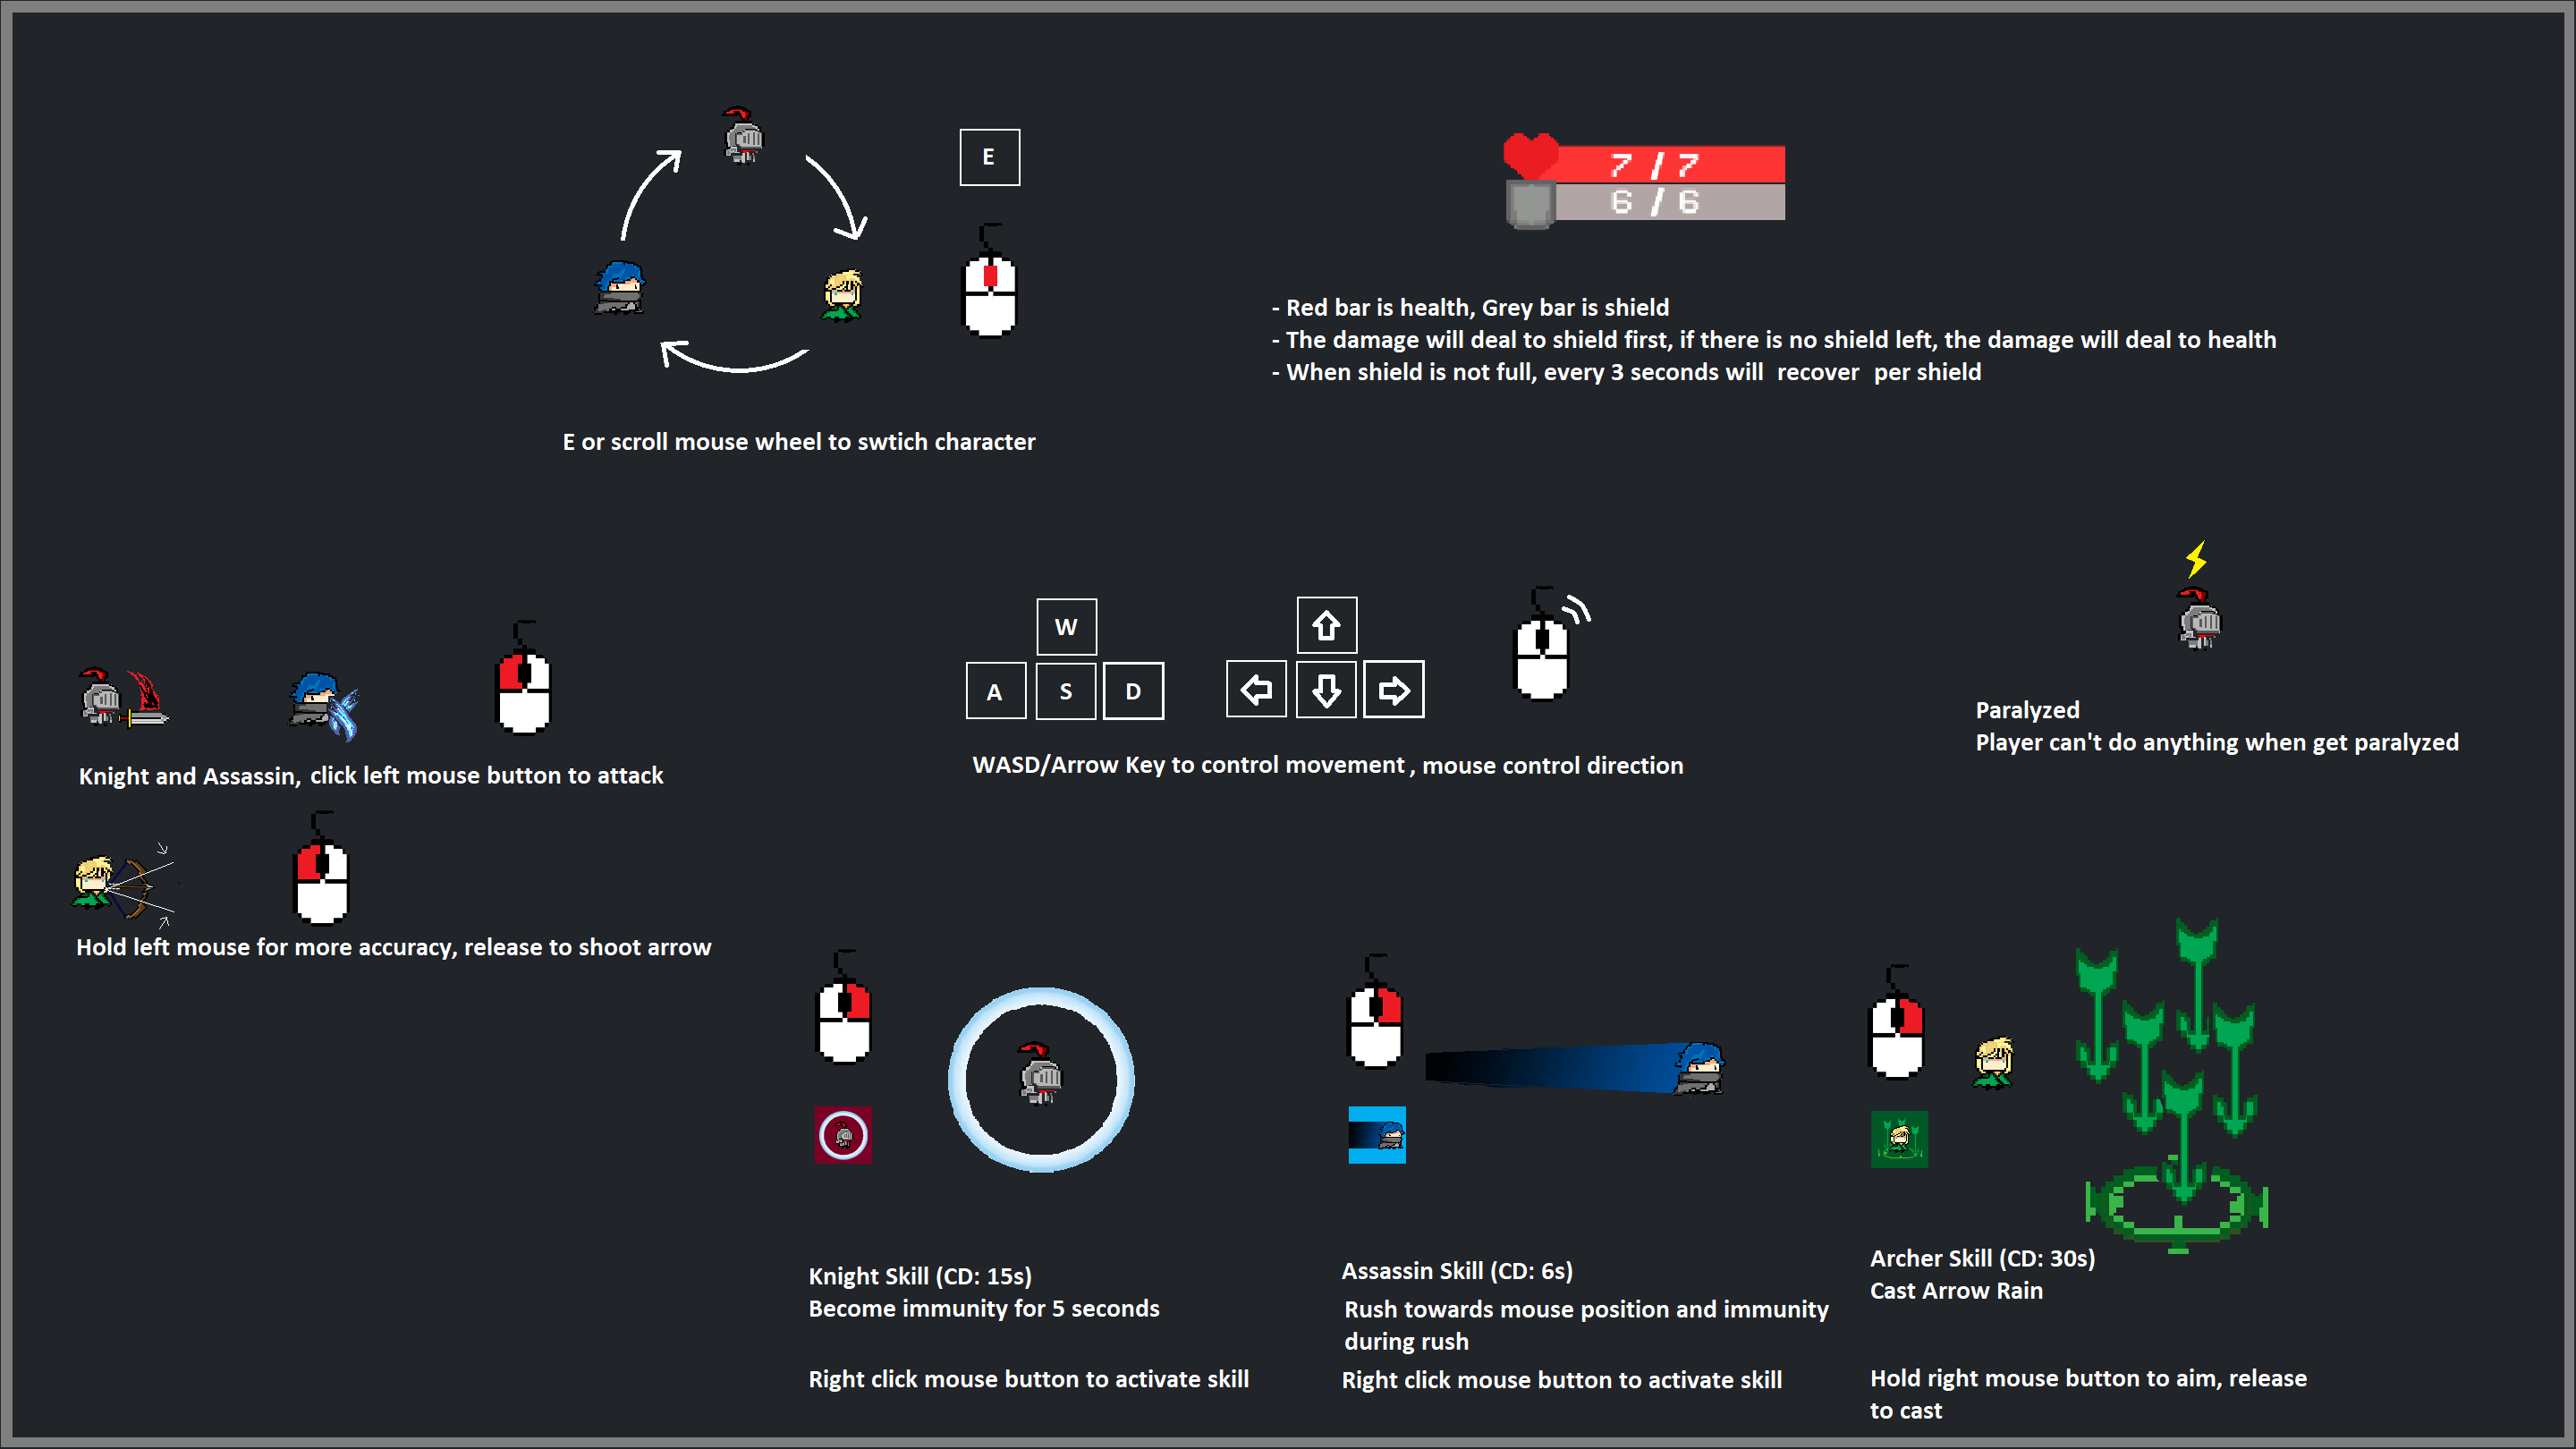 E
7 / 7
6 / 6
- Red bar is health, Grey bar is shield
- The damage will deal to shield first, if there is no shield left, the damage will deal to health
- When shield is not full, every 3 seconds will recover per shield
E or scroll mouse wheel to swtich character
W
A S D
Knight and Assassin, click left mouse button to attack
WASD/Arrow Key to control movement, mouse control direction
Paralyzed
Player can't do anything when get paralyzed
Hold left mouse for more accuracy, release to shoot arrow
Knight Skill (CD: 15s)
Become immunity for 5 seconds
Right click mouse button to activate skill
Assassin Skill (CD: 6s)
Rush towards mouse position and immunity
during rush
Right click mouse button to activate skill
Archer Skill (CD: 30s)
Cast Arrow Rain
Hold right mouse button to aim, release
to cast